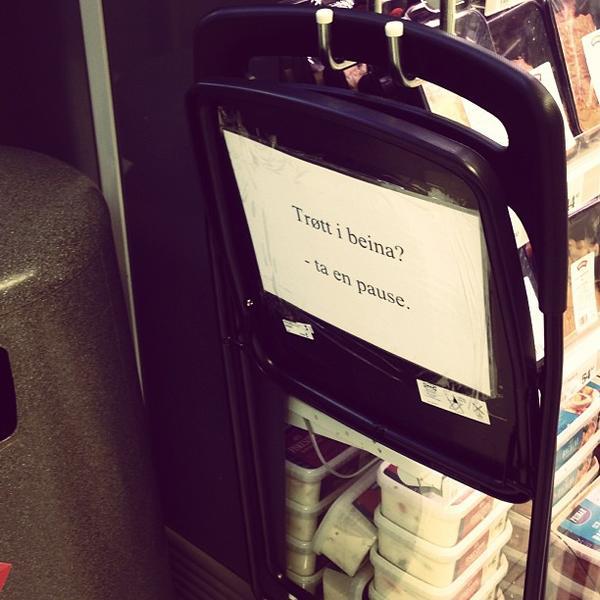 Trøtt i beina?
- ta en pause.